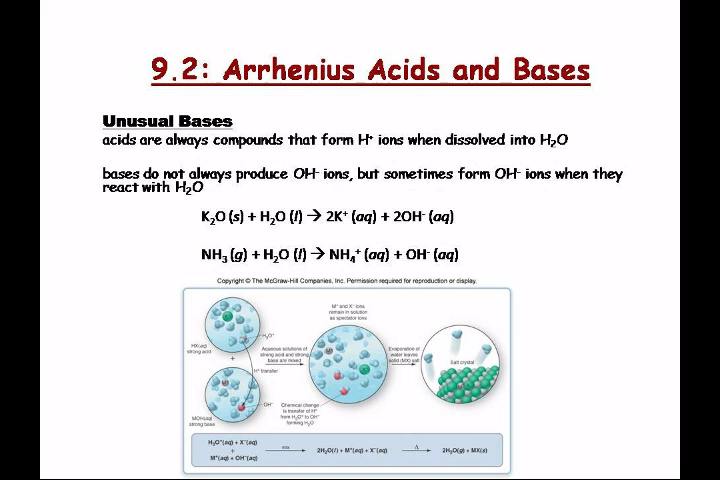 9.2: Arrhenius Acids and Bases
Unusual Bases
acids are always compounds that form H⁺ ions when dissolved into H₂O
bases do not always produce OH⁻ ions, but sometimes form OH⁻ ions when they
react with H₂O
K₂O (s) + H₂O (l) → 2K⁺ (aq) + 2OH⁻ (aq)
NH₃ (g) + H₂O (l) → NH₄⁺ (aq) + OH⁻ (aq)
Copyright © The McGraw-Hill Companies, Inc. Permission required for reproduction or display.
HX(aq)
strong acid
+
MOH(aq)
strong base
H₃O⁺
H⁺ transfer
OH⁻
Aqueous solutions of
strong acid and strong
base are mixed
M⁺ and X⁻ ions
remain in solution
as spectator ions
Chemical change
is transfer of H⁺
from H₃O⁺ to OH⁻
forming H₂O
Evaporation of
water leaves
solid (MX) salt
Salt crystal
H₃O⁺(aq) + X⁻(aq)
+
M⁺(aq) + OH⁻(aq)
mix
2H₂O(l) + M⁺(aq) + X⁻(aq)
Δ
2H₂O(g) + MX(s)